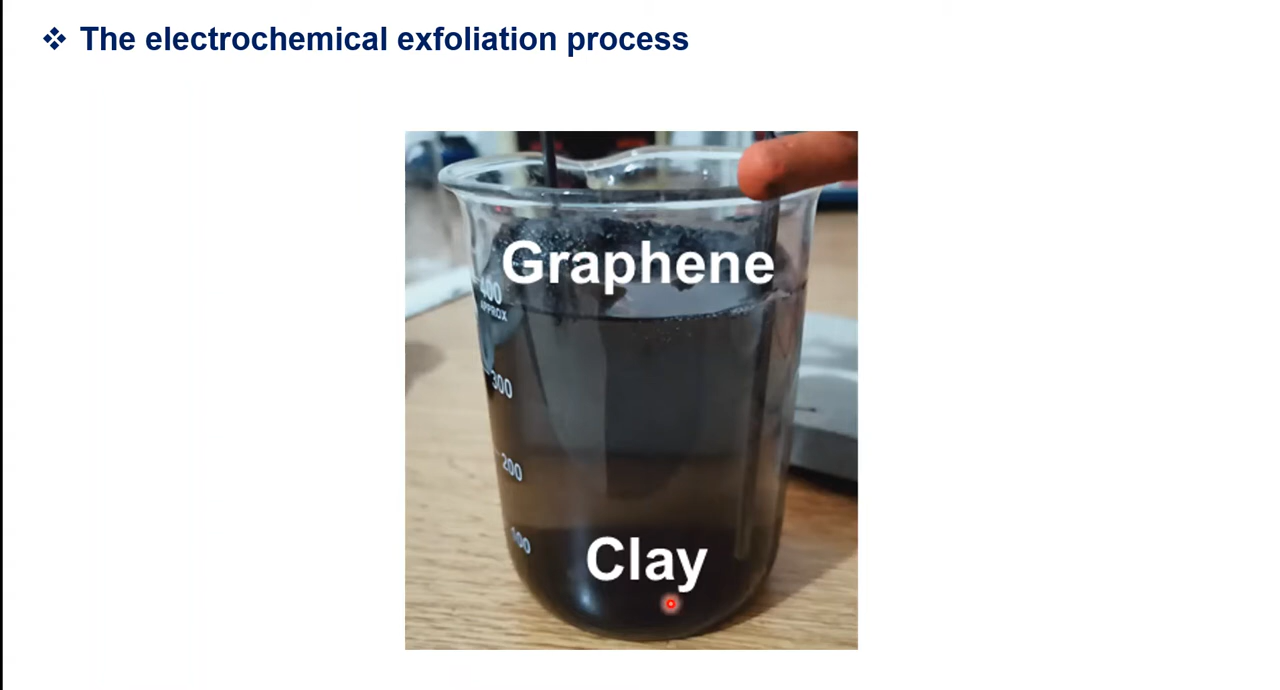 ❖ The electrochemical exfoliation process
Graphene
400
APPROX
300
200
100
Clay